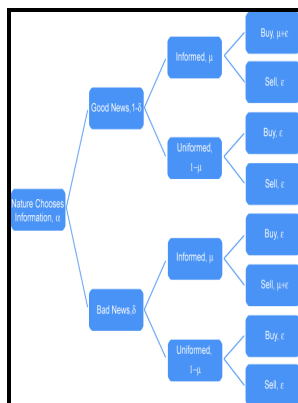 Buy, μ+ε
Informed, μ
Sell, ε
Good News,1-δ
Buy, ε
Uniformed,
1-μ
Sell, ε
Nature Chooses
Information, α
Buy, ε
Informed, μ
Sell, μ+ε
Bad News,δ
Buy, ε
Uniformed,
1-μ
Sell, ε